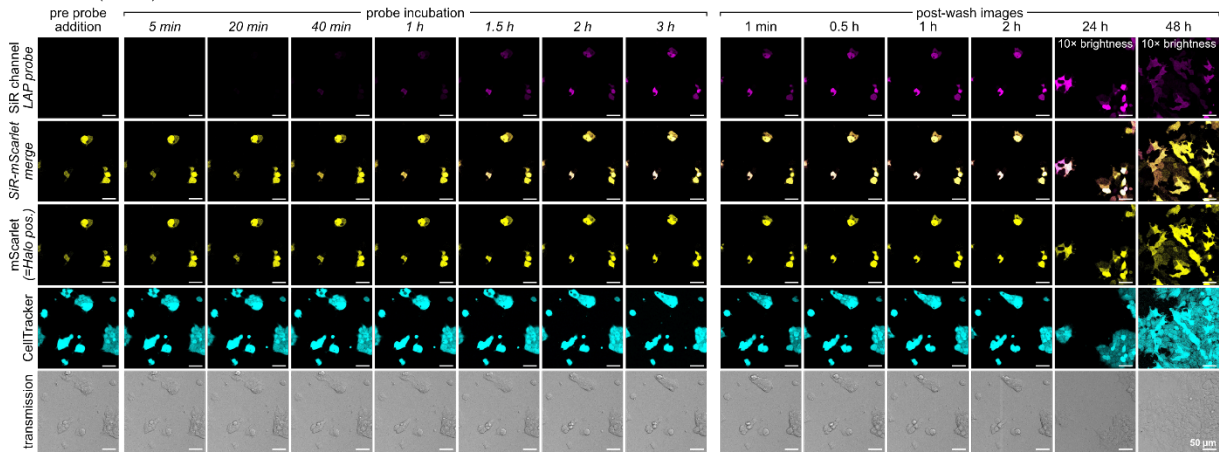 pre probe addition
probe incubation
post-wash images
5 min
20 min
40 min
1 h
1.5 h
2 h
3 h
1 min
0.5 h
1 h
2 h
24 h
48 h
10× brightness
10× brightness
SiR channel
LAP probe
SiR-mScarlet
merge
mScarlet
(=Halo pos.)
CellTracker
transmission
50 µm